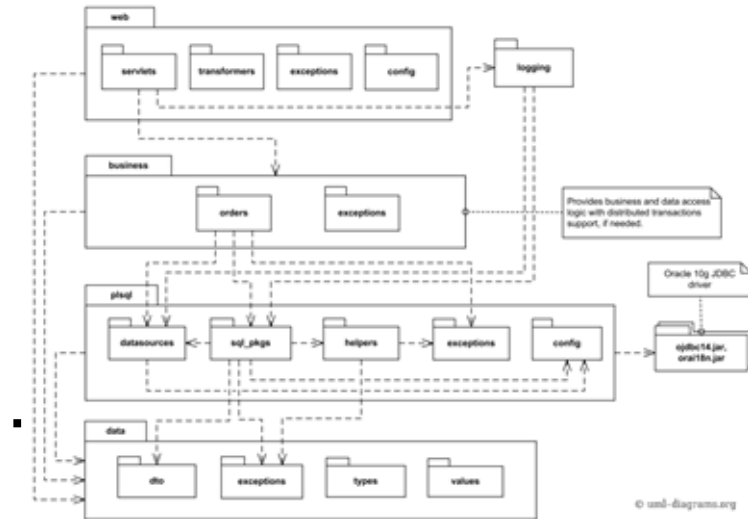 web
servlets
transformers
exceptions
config
logging
business
orders
exceptions
Provides business and data access
logic with distributed transactions
support, if needed.
Oracle 10g JDBC
driver
plsql
datasources
sql_pkgs
helpers
exceptions
config
ojdbc14.jar,
orai18n.jar
data
dto
exceptions
types
values
© uml-diagrams.org